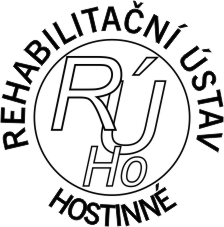 REHABILITAČNÍ ÚSTAV
RÚ
Ho
HOSTINNÉ